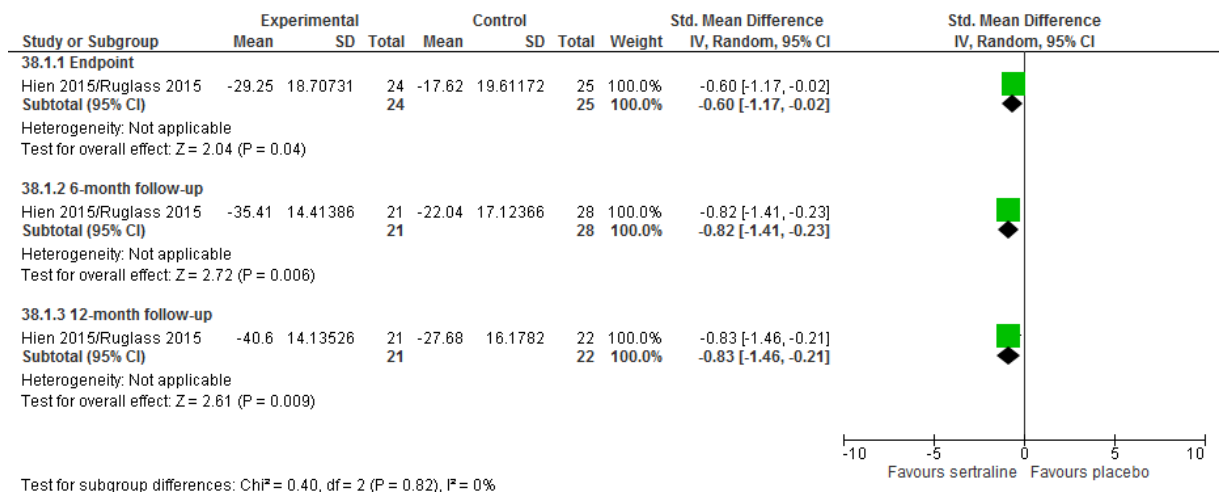 Experimental Control Std. Mean Difference Std. Mean Difference
Study or Subgroup Mean SD Total Mean SD Total Weight IV, Random, 95% CI IV, Random, 95% CI
38.1.1 Endpoint
Hien 2015/Ruglass 2015 -29.25 18.70731 24 -17.62 19.61172 25 100.0% -0.60 [-1.17, -0.02]
Subtotal (95% CI) 24 25 100.0% -0.60 [-1.17, -0.02]
Heterogeneity: Not applicable
Test for overall effect: Z = 2.04 (P = 0.04)
38.1.2 6-month follow-up
Hien 2015/Ruglass 2015 -35.41 14.41386 21 -22.04 17.12366 28 100.0% -0.82 [-1.41, -0.23]
Subtotal (95% CI) 21 28 100.0% -0.82 [-1.41, -0.23]
Heterogeneity: Not applicable
Test for overall effect: Z = 2.72 (P = 0.006)
38.1.3 12-month follow-up
Hien 2015/Ruglass 2015 -40.6 14.13526 21 -27.68 16.1782 22 100.0% -0.83 [-1.46, -0.21]
Subtotal (95% CI) 21 22 100.0% -0.83 [-1.46, -0.21]
Heterogeneity: Not applicable
Test for overall effect: Z = 2.61 (P = 0.009)
-10 -5 0 5 10
Favours sertraline Favours placebo
Test for subgroup differences: Chi² = 0.40, df = 2 (P = 0.82), I² = 0%